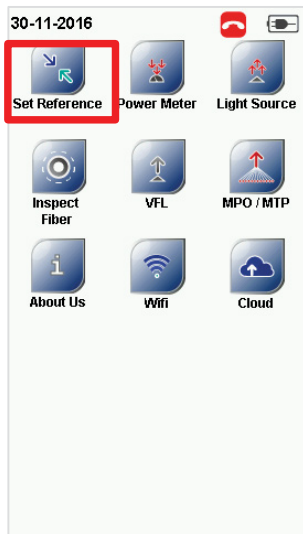 30-11-2016
Set Reference
Power Meter
Light Source
Inspect
Fiber
VFL
MPO / MTP
i
About Us
Wifi
Cloud